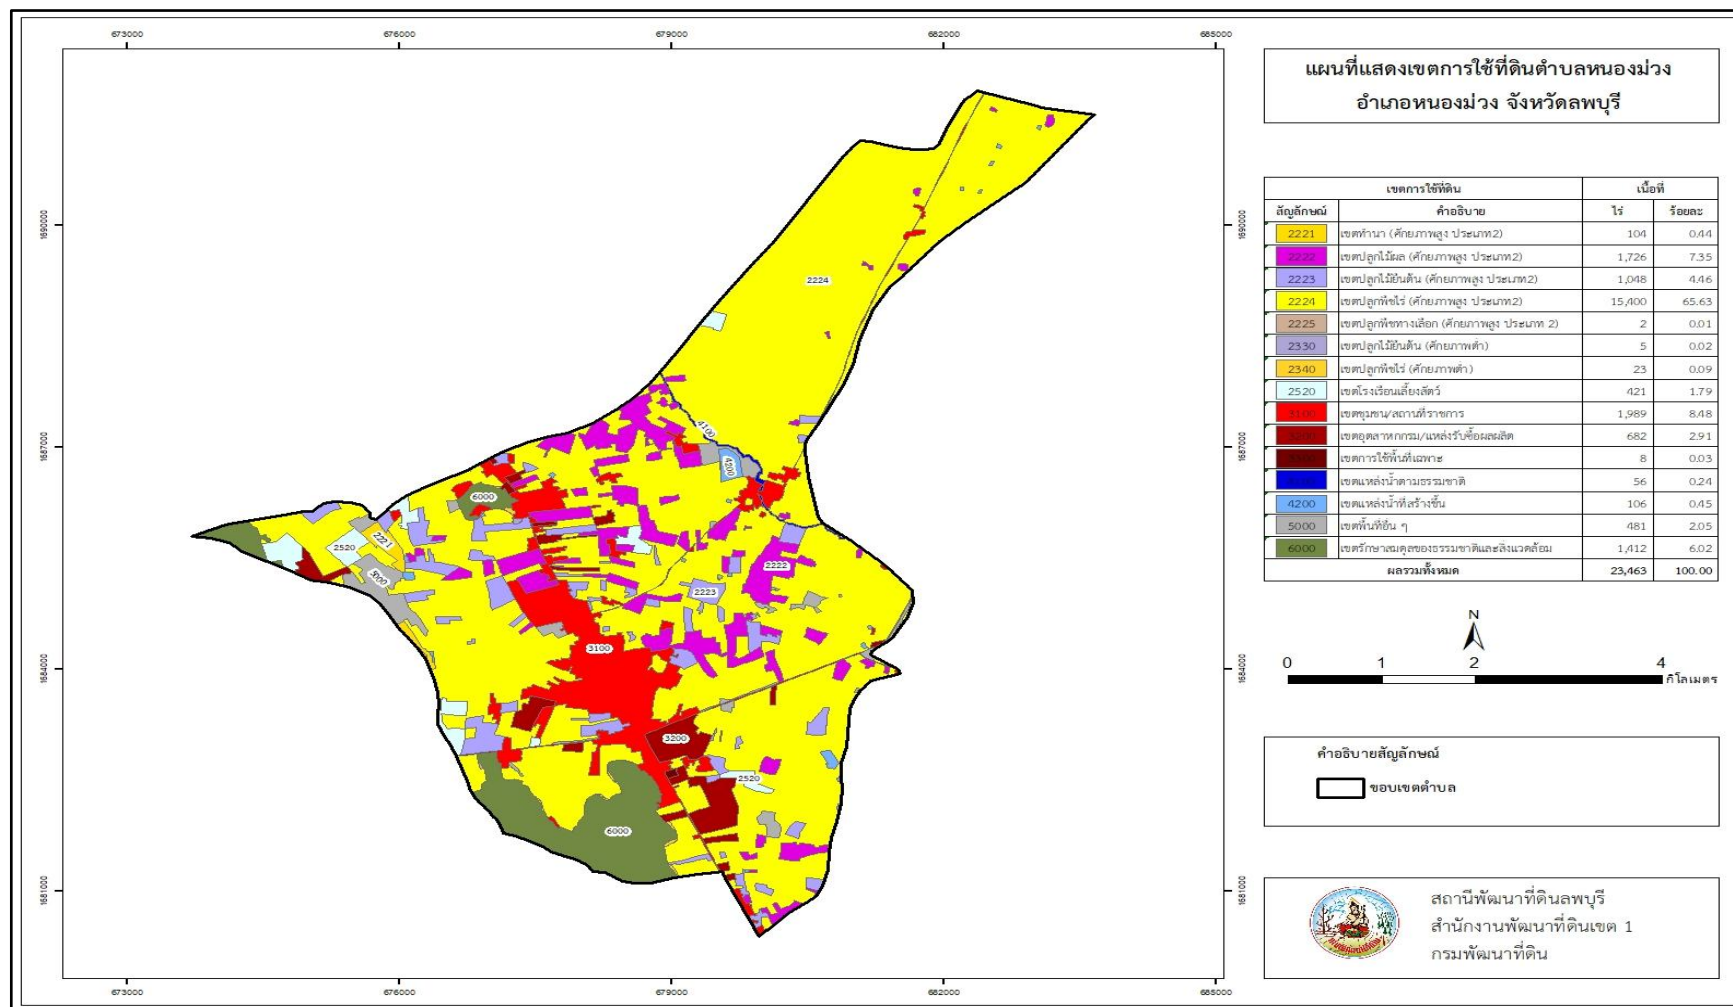 673000 676000 679000 682000 685000
แผนที่แสดงเขตการใช้ที่ดินตำบลหนองม่วง
อำเภอหนองม่วง จังหวัดลพบุรี
เขตการใช้ที่ดิน เนื้อที่
สัญลักษณ์ คำอธิบาย ไร่ ร้อยละ
2221 เขตทำนา (ศักยภาพสูง ประเภท2) 104 0.44
2222 เขตปลูกไม้ผล (ศักยภาพสูง ประเภท2) 1,726 7.35
2223 เขตปลูกไม้ยืนต้น (ศักยภาพสูง ประเภท2) 1,048 4.46
2224 เขตปลูกพืชไร่ (ศักยภาพสูง ประเภท2) 15,400 65.63
2225 เขตปลูกพืชทางเลือก (ศักยภาพสูง ประเภท 2) 2 0.01
2330 เขตปลูกไม้ยืนต้น (ศักยภาพต่ำ) 5 0.02
2340 เขตปลูกพืชไร่ (ศักยภาพต่ำ) 23 0.09
2520 เขตโรงเรือนเลี้ยงสัตว์ 421 1.79
3100 เขตชุมชน/สถานที่ราชการ 1,989 8.48
3200 เขตอุตสาหกรรม/แหล่งรับซื้อผลผลิต 682 2.91
เขตการใช้พื้นที่เฉพาะ 8 0.03
เขตแหล่งน้ำตามธรรมชาติ 56 0.24
4200 เขตแหล่งน้ำที่สร้างขึ้น 106 0.45
5000 เขตพื้นที่อื่น ๆ 481 2.05
6000 เขตรักษาสมดุลของธรรมชาติและสิ่งแวดล้อม 1,412 6.02
ผลรวมทั้งหมด 23,463 100.00
1690000 1690000
1687000 1687000
1684000 1684000
1681000 1681000
2224
4100
4200
6000
2221
2520
5000
2222
2223
3100
3200
2520
6000
N
0 1 2 4
กิโลเมตร
คำอธิบายสัญลักษณ์
ขอบเขตตำบล
สถานีพัฒนาที่ดินลพบุรี
สำนักงานพัฒนาที่ดินเขต 1
กรมพัฒนาที่ดิน
673000 676000 679000 682000 685000